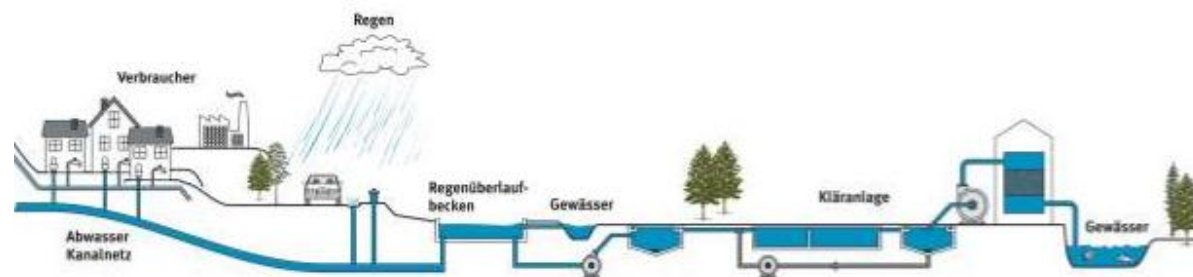 Regen
Verbraucher
Regenüberlauf-
becken
Gewässer
Kläranlage
Abwasser
Kanalnetz
Gewässer